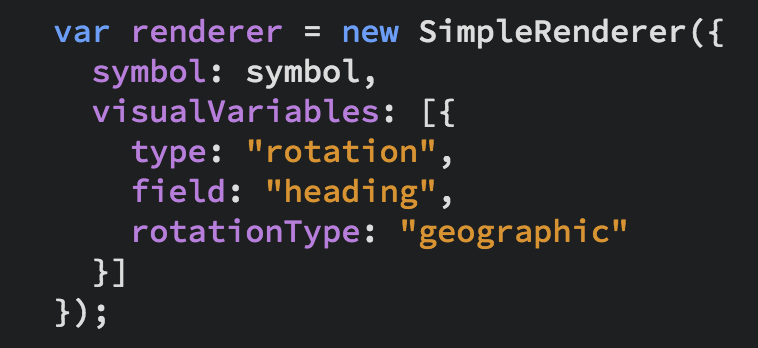 var renderer = new SimpleRenderer({
  symbol: symbol,
  visualVariables: [{
    type: "rotation",
    field: "heading",
    rotationType: "geographic"
  }]
});